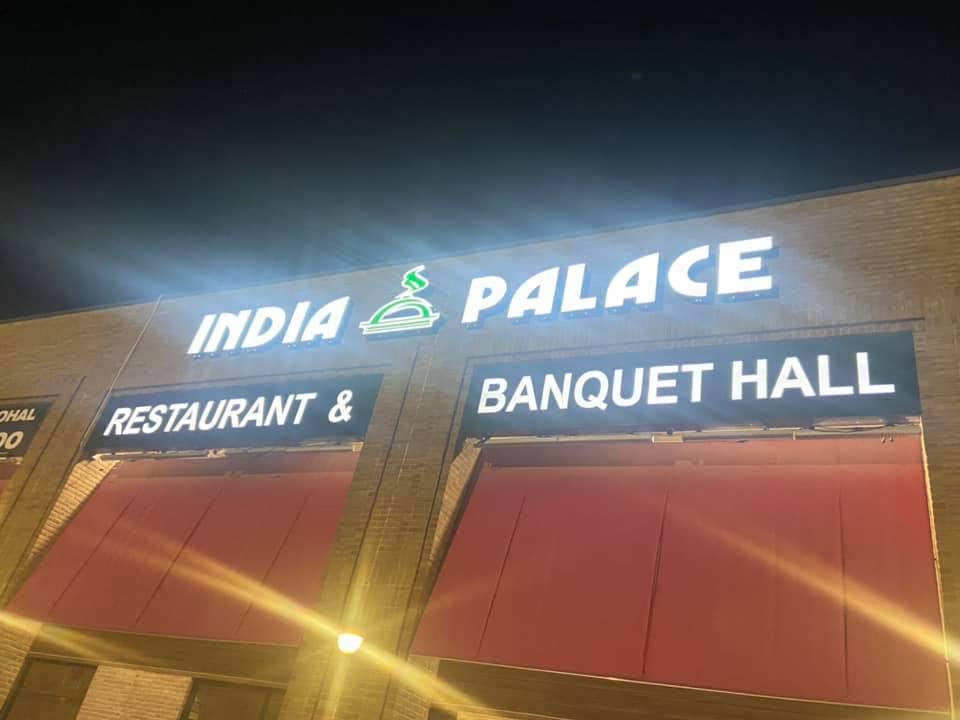 INDIA PALACE
RESTAURANT & BANQUET HALL